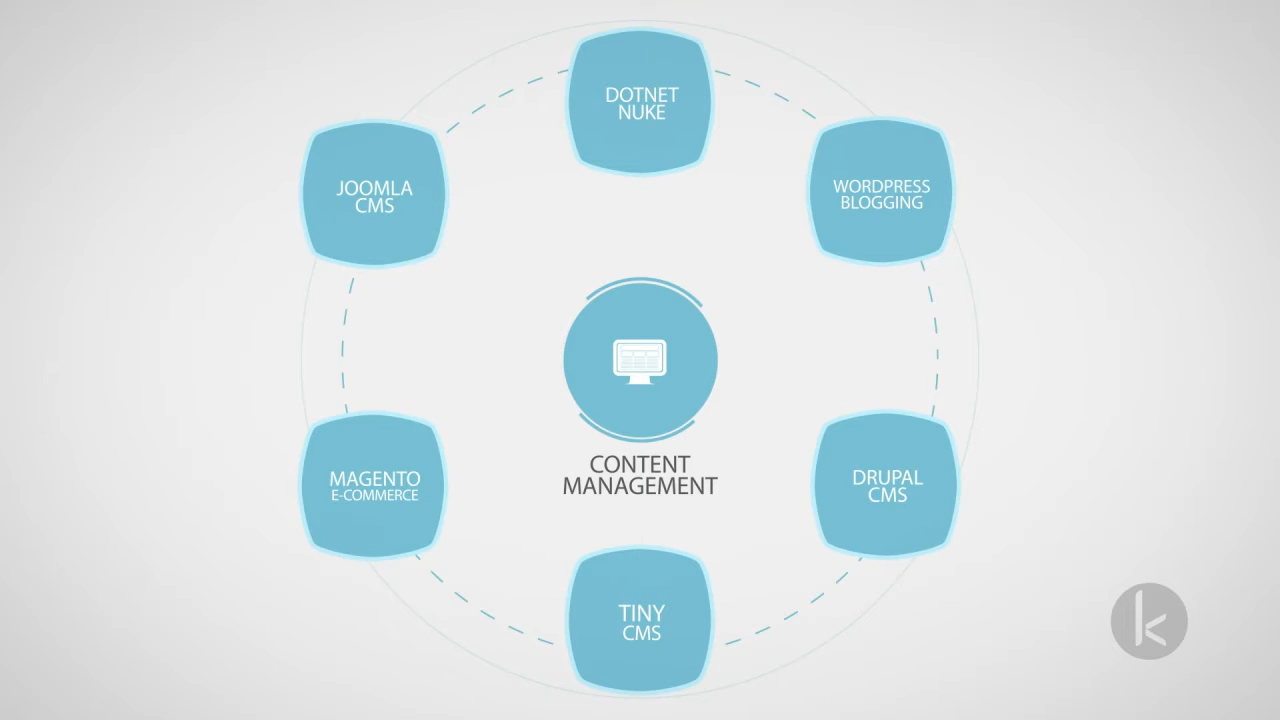 DOTNET
NUKE
JOOMLA
CMS
WORDPRESS
BLOGGING
CONTENT
MANAGEMENT
MAGENTO
E-COMMERCE
DRUPAL
CMS
TINY
CMS
k